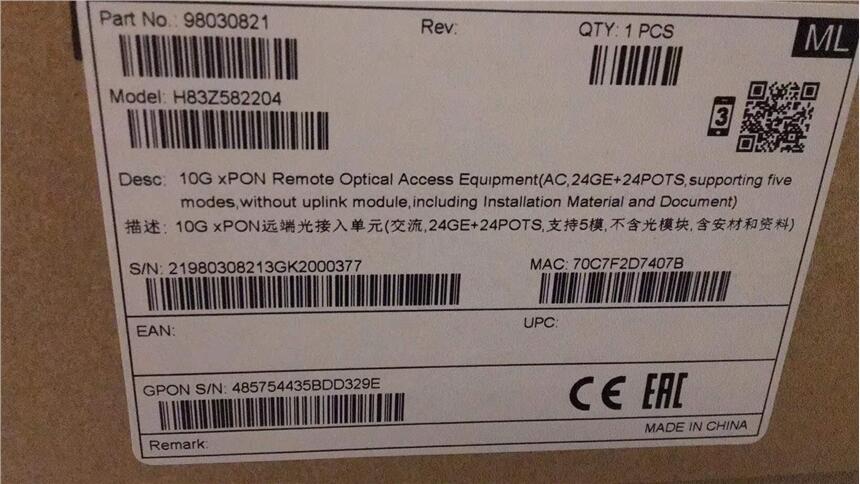 Part No.: 98030821 Rev: QTY: 1 PCS ML
Model: H83Z582204
3
Desc: 10G xPON Remote Optical Access Equipment(AC,24GE+24POTS,supporting five
modes,without uplink module,including Installation Material and Document)
描述: 10G xPON远端光接入单元(交流,24GE+24POTS,支持5模,不含光模块,含安材和资料)
S/N: 21980308213GK2000377 MAC: 70C7F2D7407B
EAN: UPC:
GPON S/N: 485754435BDD329E CE EAC
MADE IN CHINA
Remark: